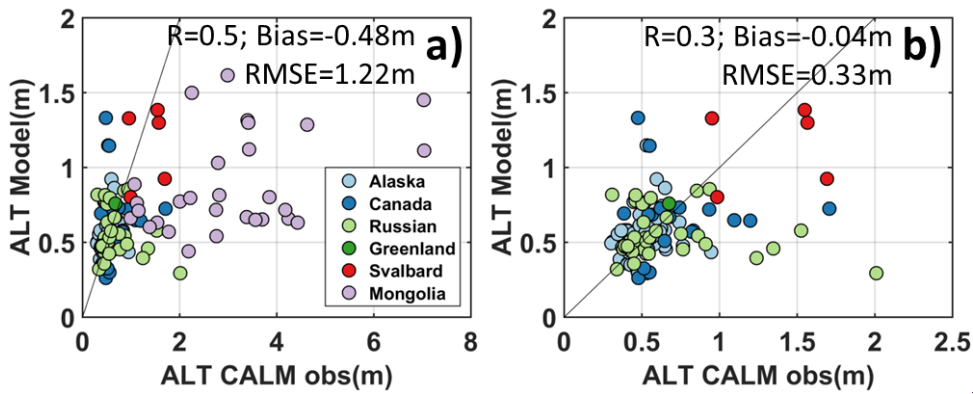 R=0.5; Bias=-0.48m
a)
RMSE=1.22m
2
1.5
1
0.5
0
ALT Model(m)
Alaska
Canada
Russian
Greenland
Svalbard
Mongolia
0 2 4 6 8
ALT CALM obs(m)
R=0.3; Bias=-0.04m
b)
RMSE=0.33m
2
1.5
1
0.5
0
ALT Model(m)
0 0.5 1 1.5 2 2.5
ALT CALM obs(m)